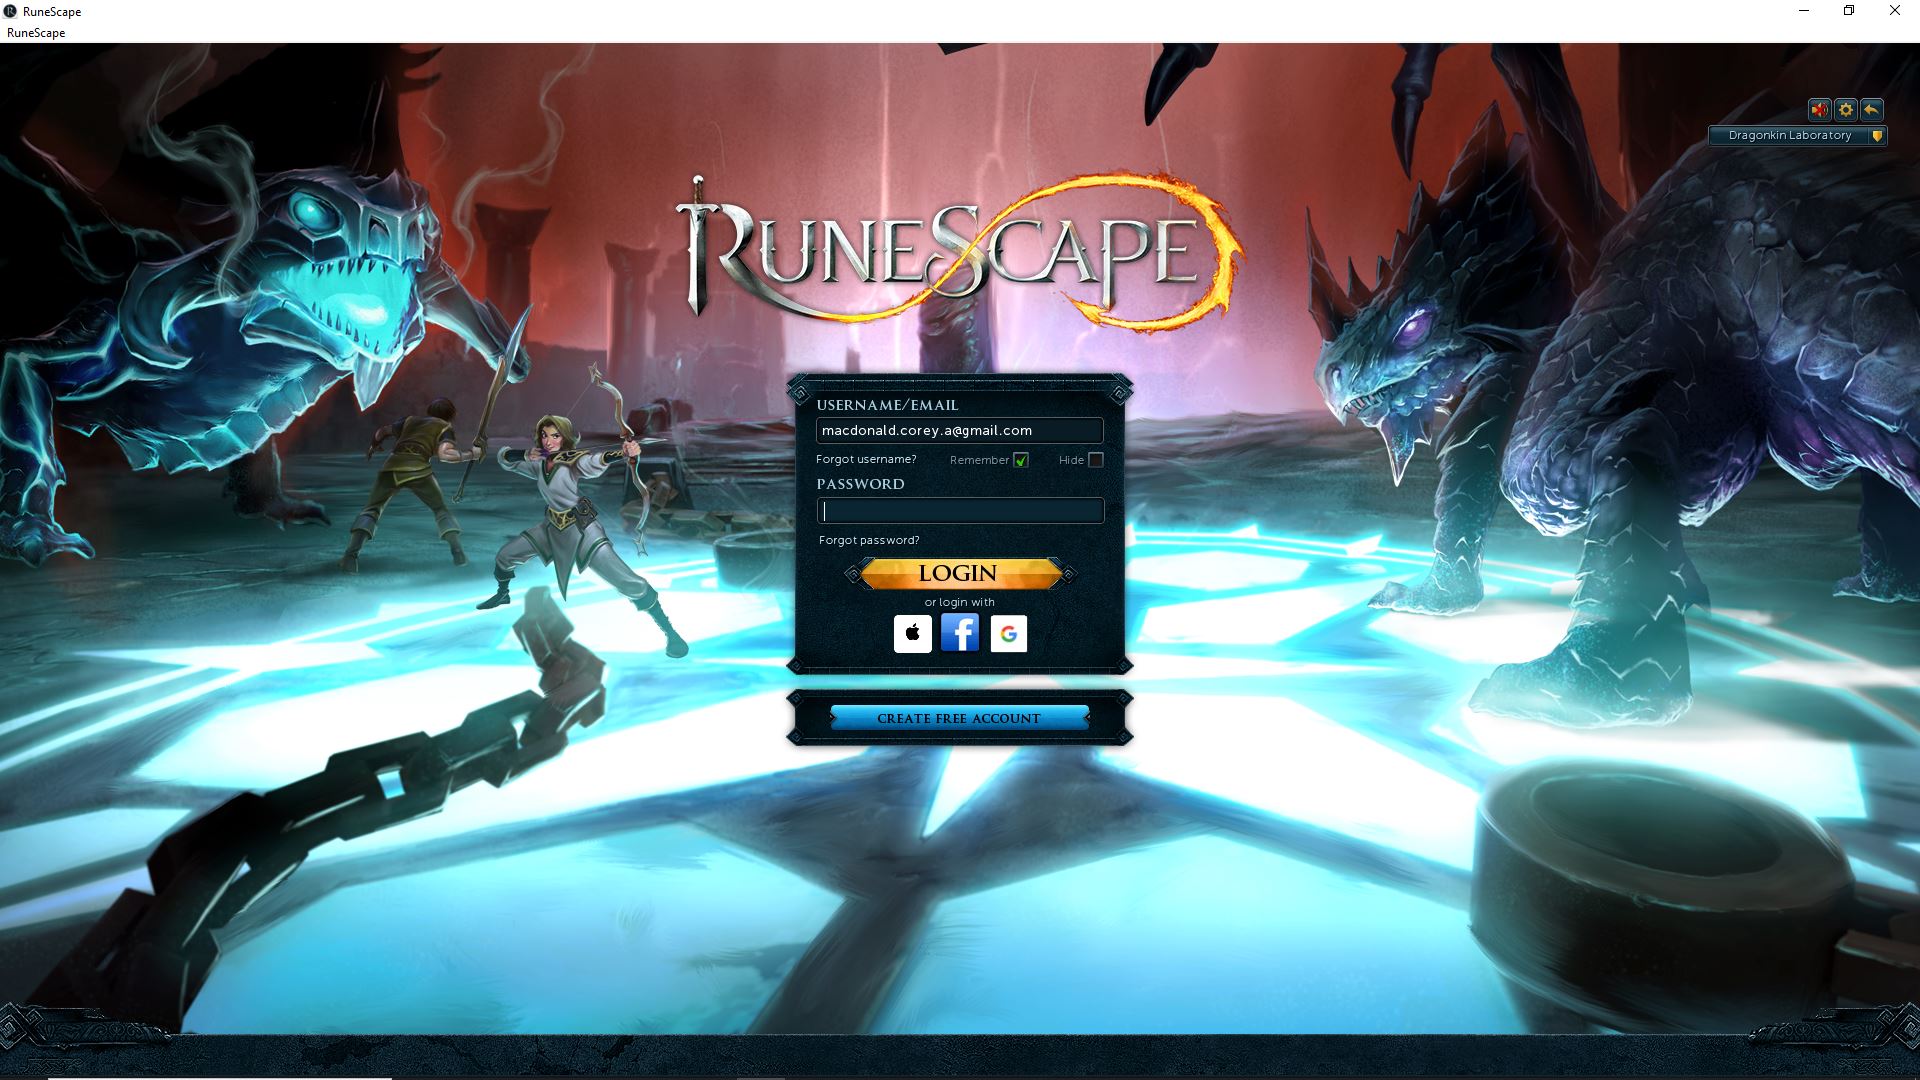 RuneScape
RuneScape
Dragonkin Laboratory
RUNESCAPE
USERNAME/EMAIL
macdonald.corey.a@gmail.com
Forgot username?
Remember
Hide
PASSWORD
Forgot password?
LOGIN
or login with
CREATE FREE ACCOUNT